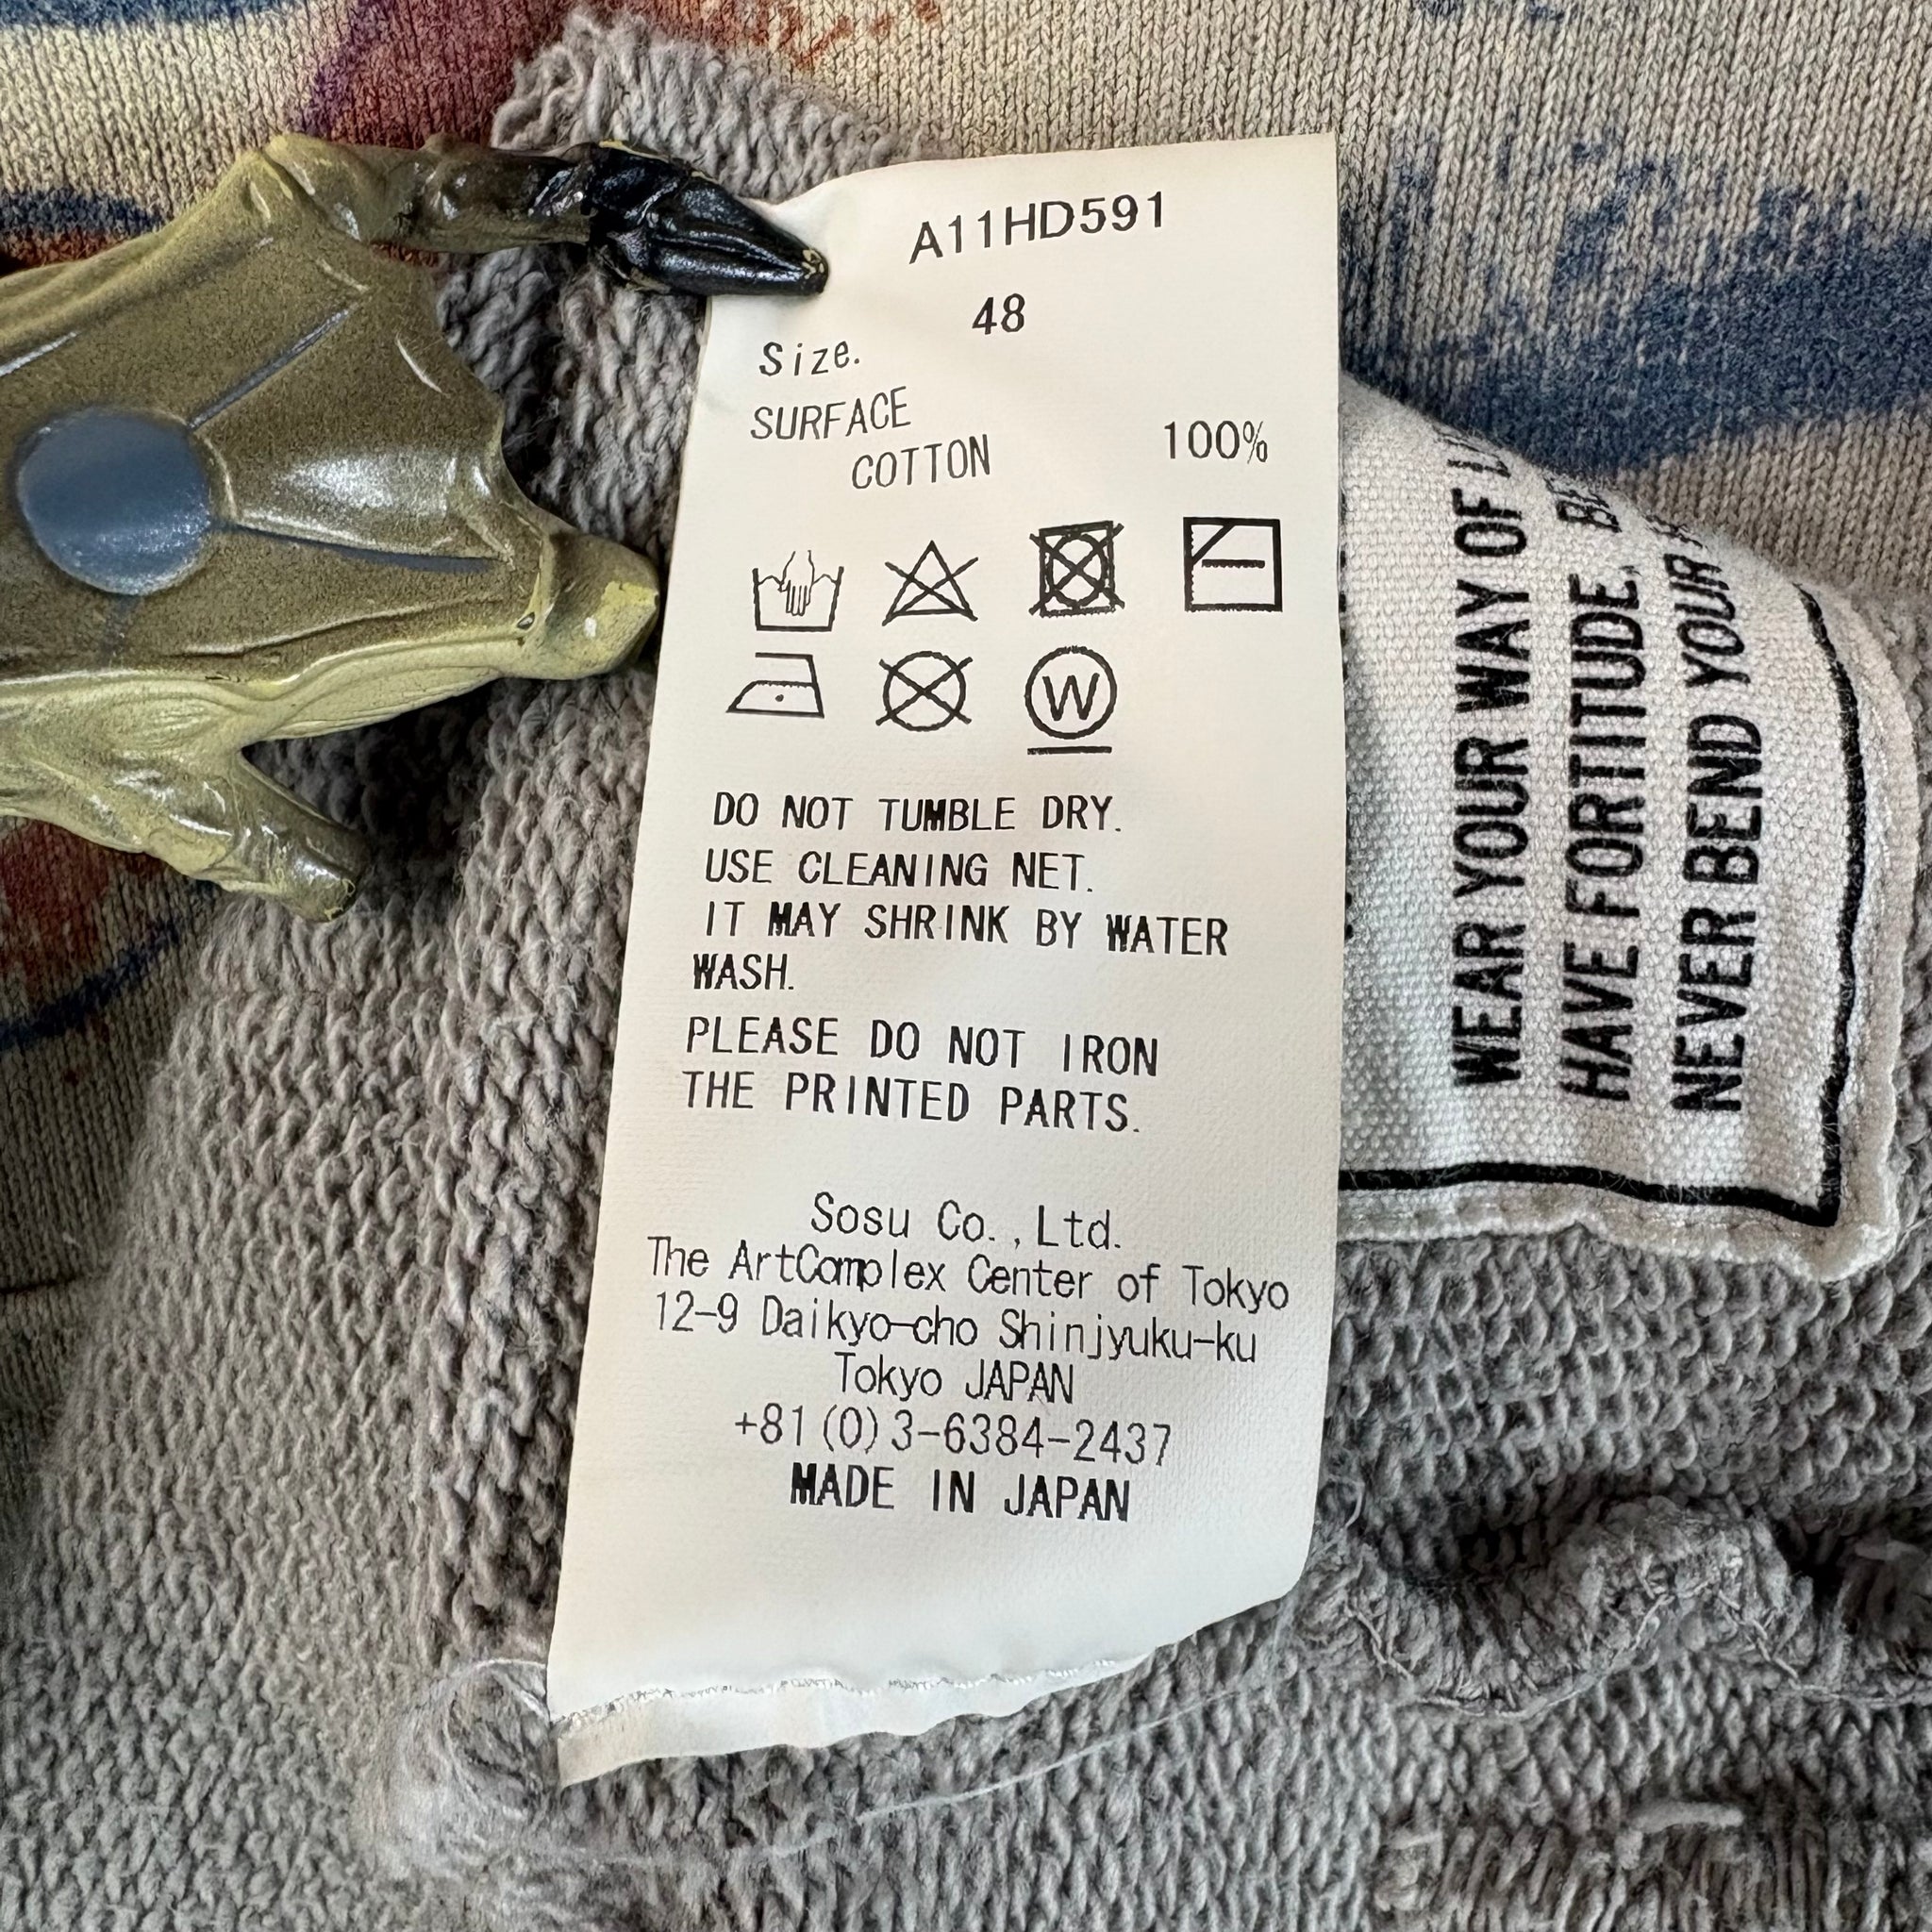 A11HD591
48
Size.
SURFACE
COTTON 100%
W
DO NOT TUMBLE DRY.
USE CLEANING NET.
IT MAY SHRINK BY WATER
WASH.
PLEASE DO NOT IRON
THE PRINTED PARTS.
Sosu Co.,Ltd.
The ArtComplex Center of Tokyo
12-9 Daikyo-cho Shinjyuku-ku
Tokyo JAPAN
+81(0)3-6384-2437
MADE IN JAPAN
WEAR YOUR WAY OF
HAVE FORTITUDE.
NEVER BEND YOUR